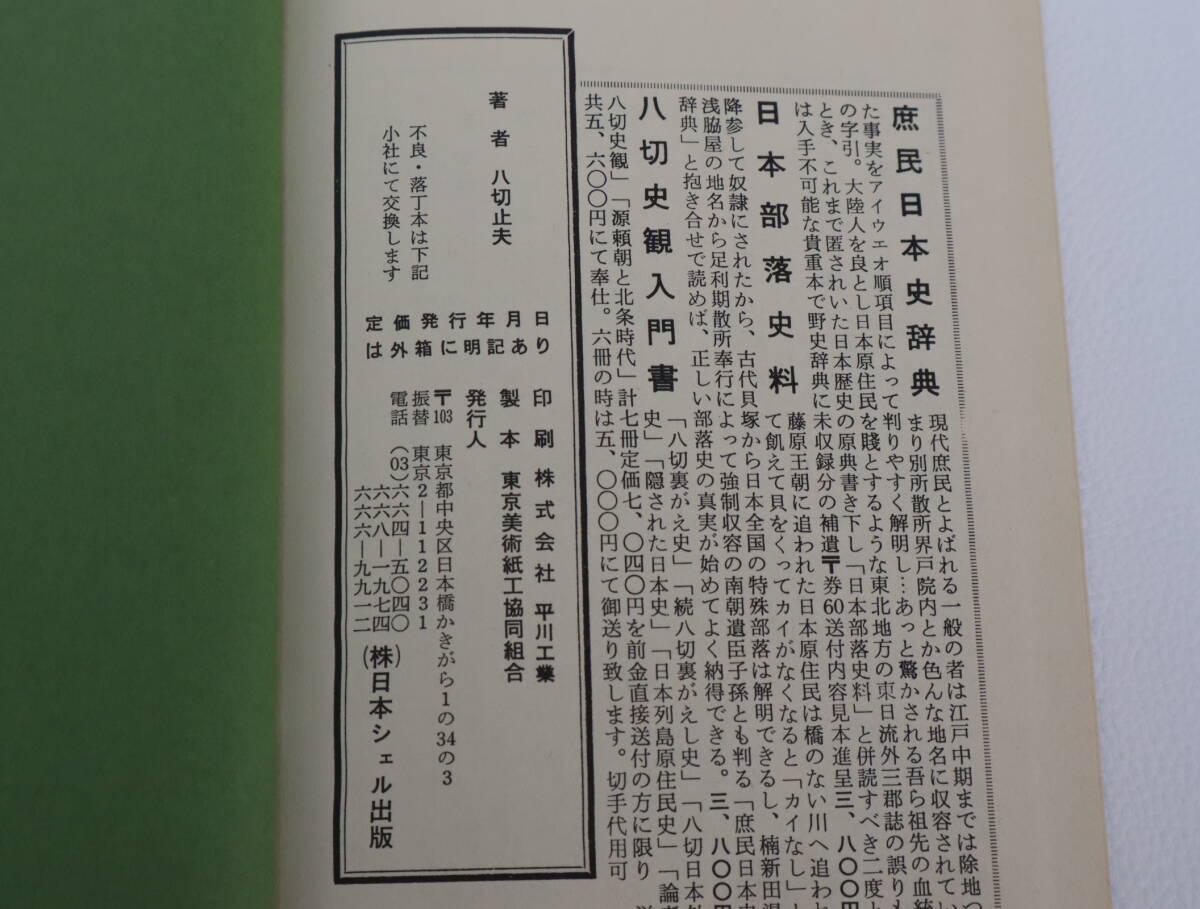 庶民日本史辞典
現代庶民とよばれる一般の者は江戸中期までは除地つ
まり別所散所界戸院内とか色んな地名に収容されてい
た事実をアイウエオ順項目によって判りやすく解明し…あっと驚かされる吾ら祖先の血統
の字引。大陸人を良とし日本原住民を賤とするような東北地方の東日流外三郡誌の誤りも
とき、これまで匿されいた日本歴史の原典書き下し「日本部落史料」と併読すべき二度と
は入手不可能な貴重本で野史辞典に未収録分の補遺〒券60送付内容見本進呈三、八〇〇円
日本部落史料
藤原王朝に追われた日本原住民は橋のない川へ追われ
て飢えて貝をくってカイがなくなると「カイなし」と
降参して奴隷にされたから、古代貝塚から日本全国の特殊部落は解明できるし、楠新田湯
浅脇屋の地名から足利期散所奉行によって強制収容の南朝遺臣子孫とも判る「庶民日本史
辞典」と抱き合せで読めば、正しい部落史の真実が始めてよく納得できる。三、八〇〇円
八切史観入門書
「八切裏がえ史」「続八切裏がえし史」「八切日本外
史」「隠された日本史」「日本列島原住民史」「論考
八切史観」「源頼朝と北条時代」計七冊定価七、〇四〇円を前金直接送付の方に限り
共五、六〇〇円にて奉仕。六冊の時は五、〇〇〇円にて御送り致します。切手代用可
著者 八切止夫
不良・落丁本は下記
小社にて交換します
定価発行年月日
は外箱に明記あり
印刷 株式会社 平川工業
製本 東京美術紙工協同組合
発行人
〒103 東京都中央区日本橋かきがら1の34の3
振替 東京2―112231
電話 (03)六六四―五〇四〇
六六八―一九七四
六六六―九九一二
(株)日本シェル出版